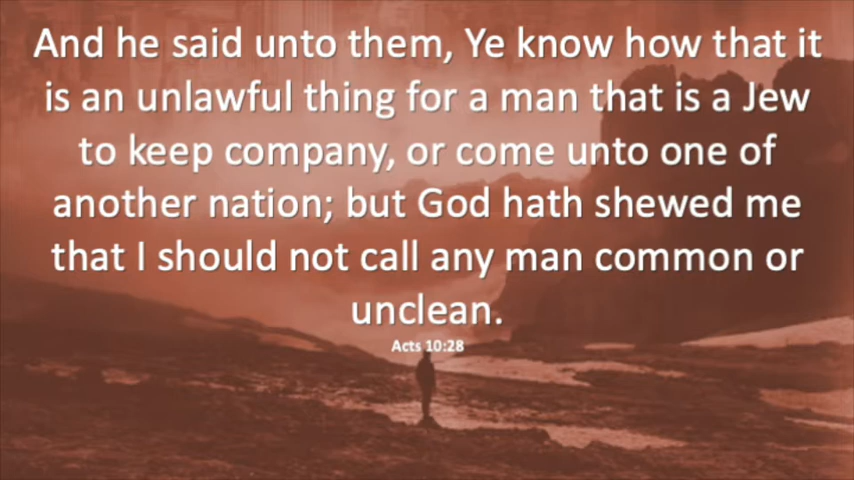 And he said unto them, Ye know how that it
is an unlawful thing for a man that is a Jew
to keep company, or come unto one of
another nation; but God hath shewed me
that I should not call any man common or
unclean.
Acts 10:28